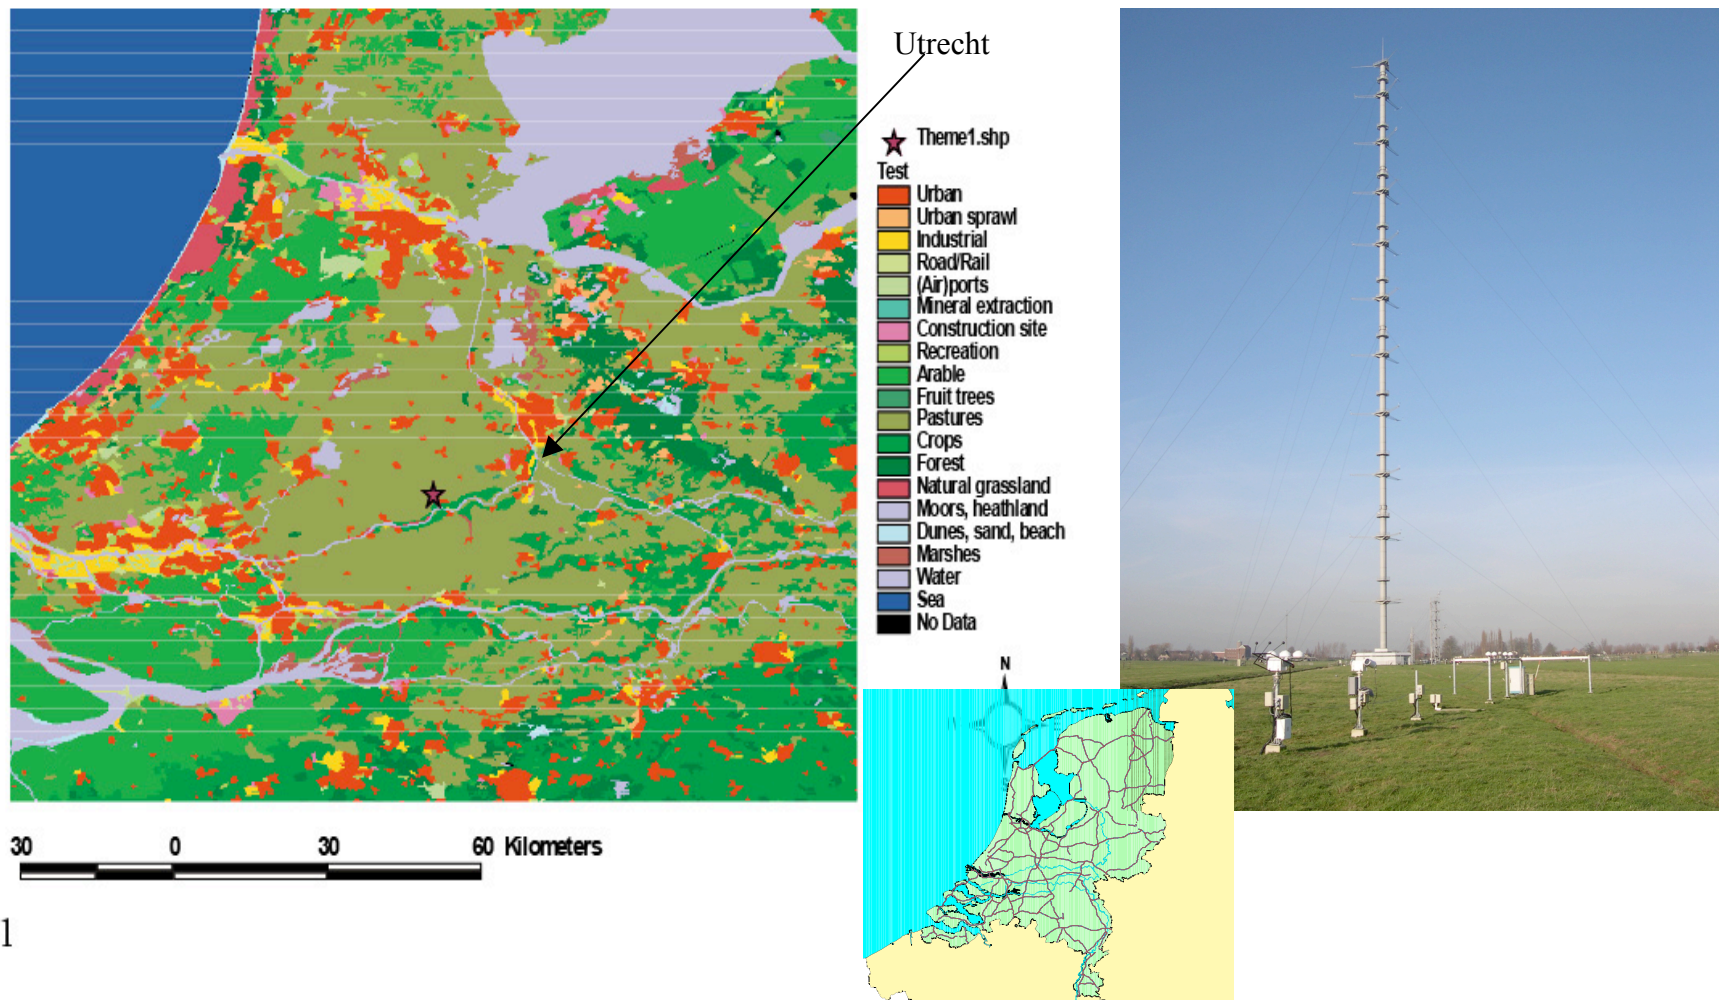 Utrecht
Theme1.shp
Test
Urban
Urban sprawl
Industrial
Road/Rail
(Air)ports
Mineral extraction
Construction site
Recreation
Arable
Fruit trees
Pastures
Crops
Forest
Natural grassland
Moors, heathland
Dunes, sand, beach
Marshes
Water
Sea
No Data
N
30 0 30 60 Kilometers
1